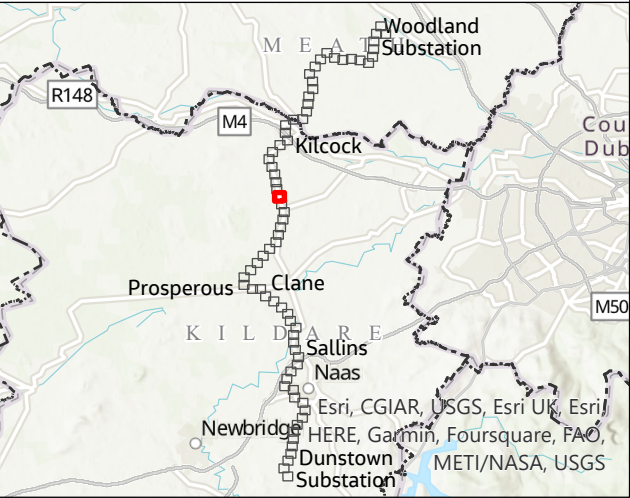 Woodland
Substation
MEATH
R148
M4
Cou
Dub
Kilcock
Prosperous
Clane
M50
KILDARE
Sallins
Naas
Esri, CGIAR, USGS, Esri UK, Esri,
Newbridge
HERE, Garmin, Foursquare, FAO,
Dunstown
METI/NASA, USGS
Substation